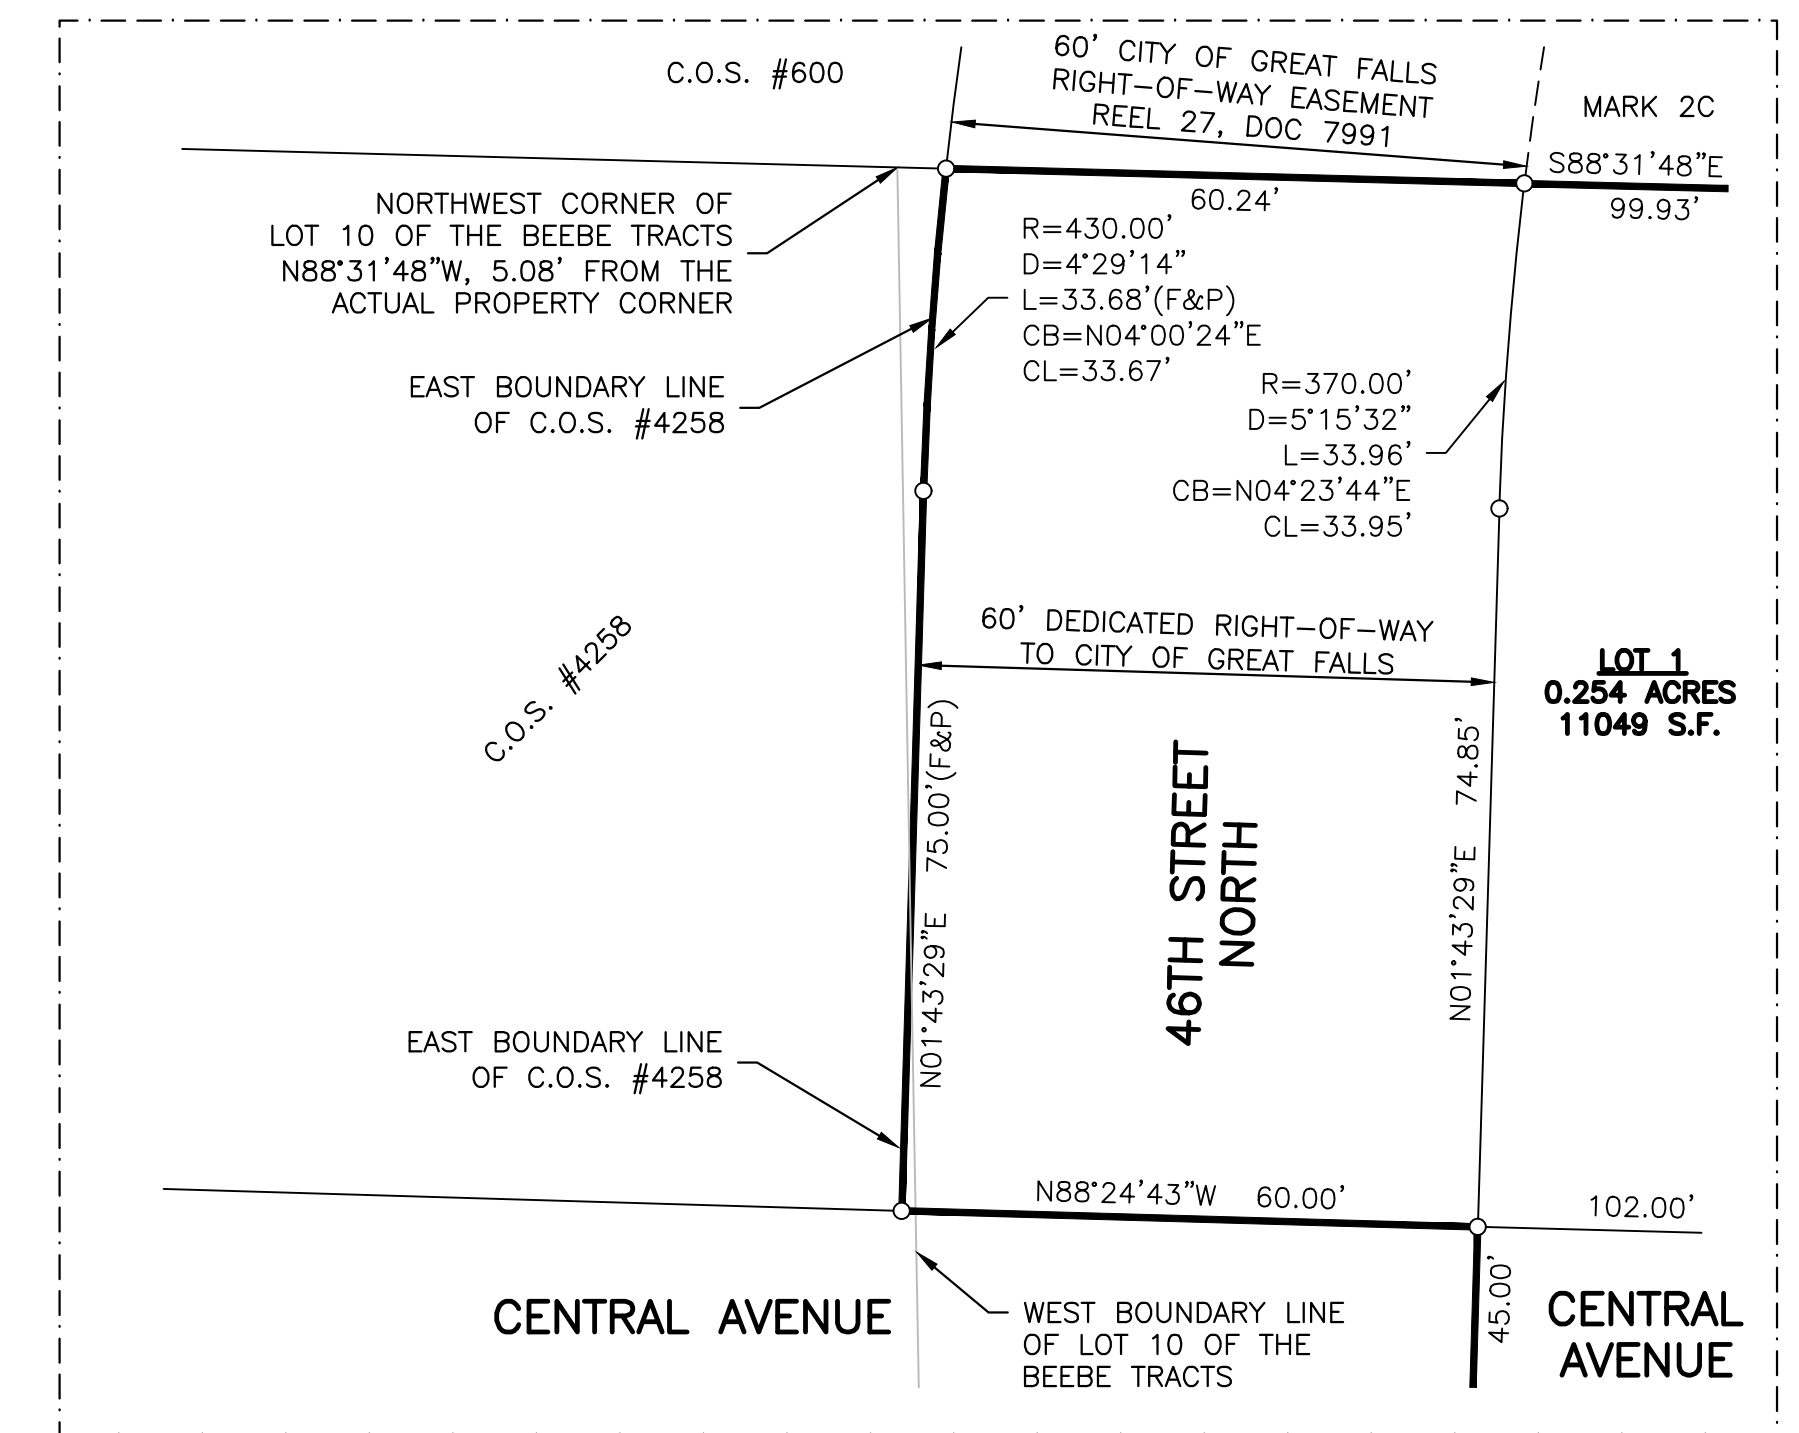 C.O.S. #600
60' CITY OF GREAT FALLS
RIGHT-OF-WAY EASEMENT
REEL 27, DOC 7991
MARK 2C
S88°31'48"E
99.93'
60.24'
NORTHWEST CORNER OF
LOT 10 OF THE BEEBE TRACTS
N88°31'48"W, 5.08' FROM THE
ACTUAL PROPERTY CORNER
R=430.00'
D=4°29'14"
L=33.68'(F&P)
CB=N04°00'24"E
CL=33.67'
EAST BOUNDARY LINE
OF C.O.S. #4258
R=370.00'
D=5°15'32"
L=33.96'
CB=N04°23'44"E
CL=33.95'
60' DEDICATED RIGHT-OF-WAY
TO CITY OF GREAT FALLS
C.O.S. #4258
LOT 1
0.254 ACRES
11049 S.F.
N01°43'29"E 75.00'(F&P)
46TH STREET
NORTH
N01°43'29"E 74.85'
EAST BOUNDARY LINE
OF C.O.S. #4258
N88°24'43"W 60.00'
102.00'
45.00'
CENTRAL AVENUE
WEST BOUNDARY LINE
OF LOT 10 OF THE
BEEBE TRACTS
CENTRAL
AVENUE